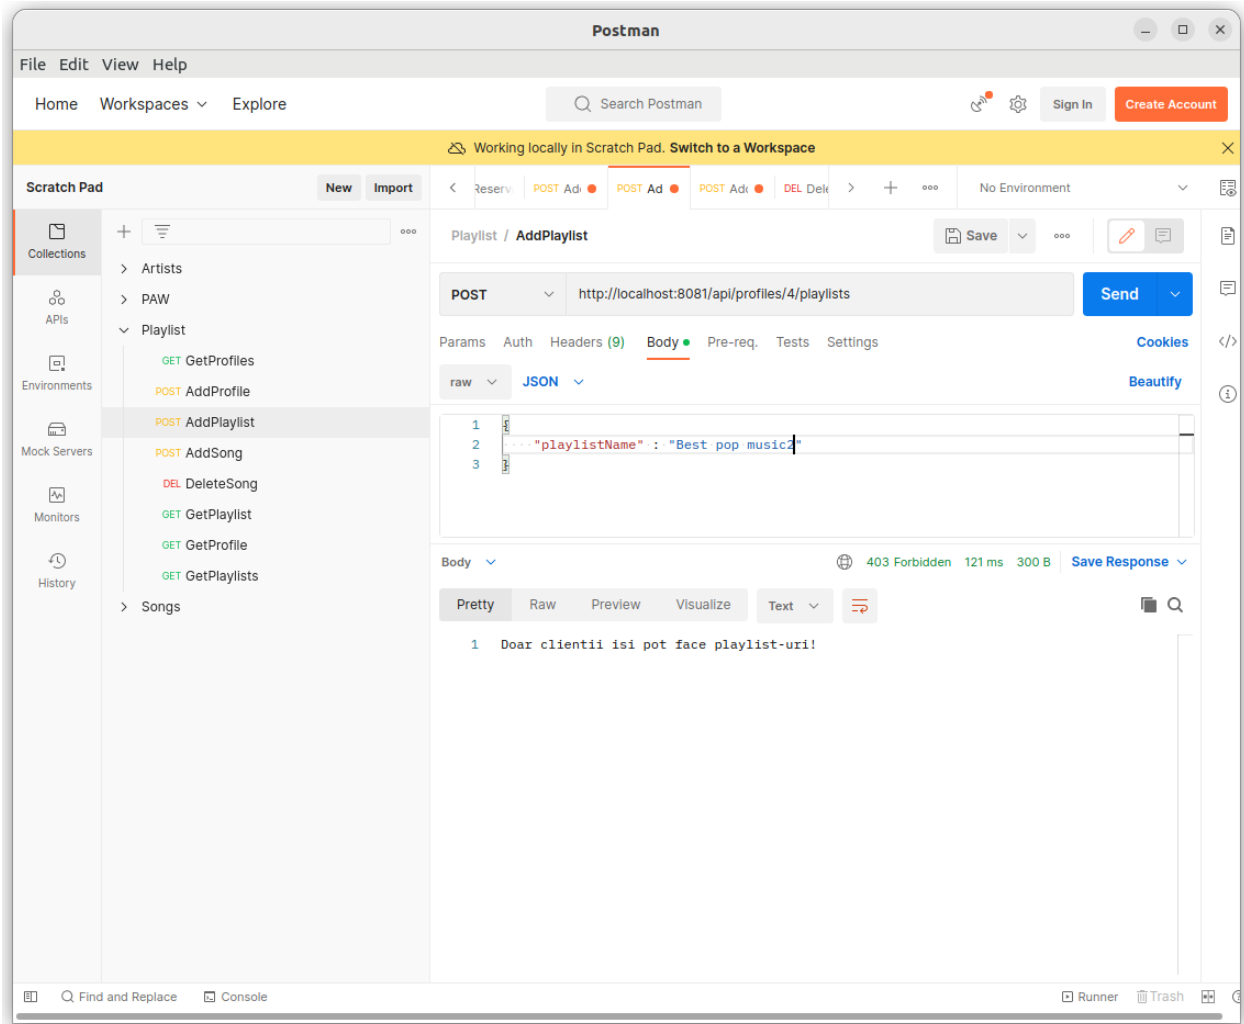 Postman
File Edit View Help
Home Workspaces Explore Search Postman Sign In Create Account
Working locally in Scratch Pad. Switch to a Workspace
Scratch Pad New Import
Reserv POST Ad POST Ad POST Ad DEL Dele No Environment
Collections
APIs
Environments
Mock Servers
Monitors
History
Artists
PAW
Playlist
GET GetProfiles
POST AddProfile
POST AddPlaylist
POST AddSong
DEL DeleteSong
GET GetPlaylist
GET GetProfile
GET GetPlaylists
Songs
Playlist / AddPlaylist Save
POST http://localhost:8081/api/profiles/4/playlists Send
Params Auth Headers (9) Body Pre-req. Tests Settings Cookies
raw JSON Beautify
1 {
2 "playlistName" : "Best pop music2"
3 }
Body 403 Forbidden 121 ms 300 B Save Response
Pretty Raw Preview Visualize Text
1 Doar clientii isi pot face playlist-uri!
Find and Replace Console Runner Trash